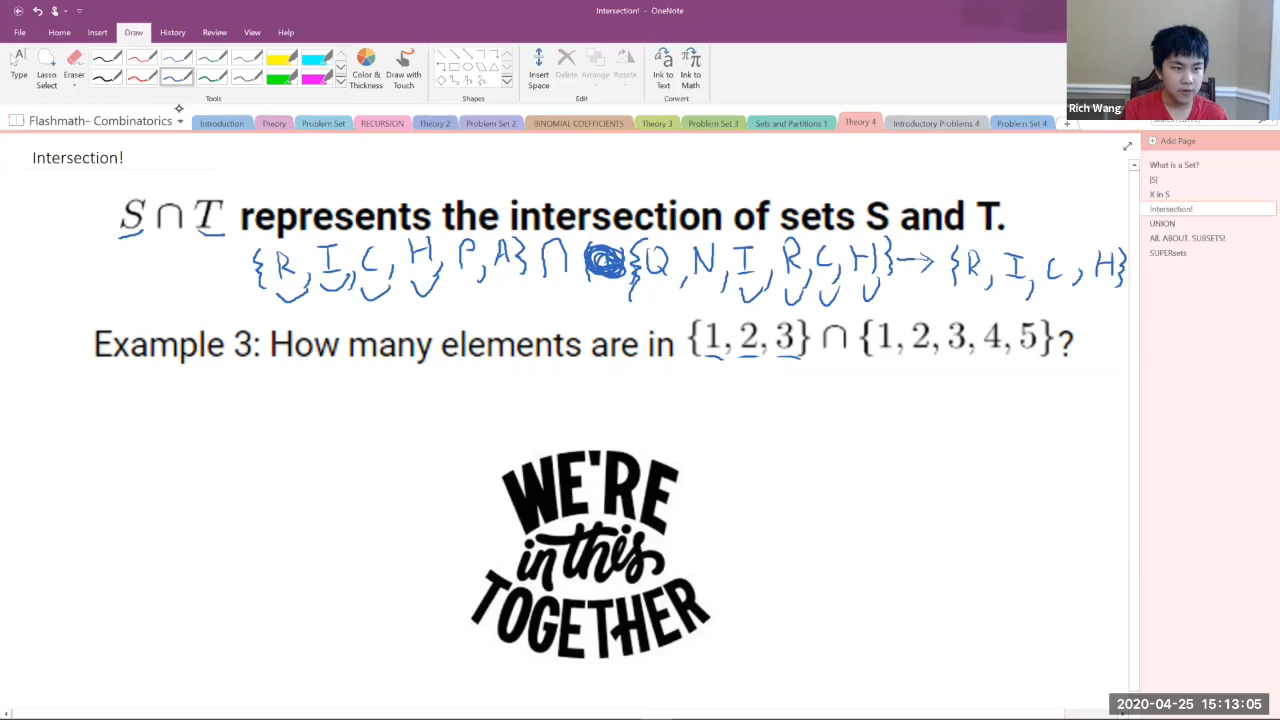 Intersection! - OneNote
File Home Insert Draw History Review View Help
Type Lasso Select Eraser Color & Thickness Draw with Touch Insert Space Delete Arrange Rotate Ink to Text Ink to Math
Tools Shapes Edit Convert
Rich Wang
Flashmath- Combinatorics Introduction Theory Problem Set RECURSION Theory 2 Problem Set 2 BINOMIAL COEFFICIENTS Theory 3 Problem Set 3 Sets and Partitions 1 Theory 4 Introductory Problems 4 Problem Set 4
Add Page
What is a Set?
|S|
X in S
Intersection!
UNION
All. ABOUT. SUBSETS!
SUPERsets
Intersection!
S ∩ T represents the intersection of sets S and T.
{R, I, C, H, P, A} ∩ {Q, N, I, R, C, H} → {R, I, C, H}
Example 3: How many elements are in {1, 2, 3} ∩ {1, 2, 3, 4, 5}?
WE'RE
in this
TOGETHER
2020-04-25 15:13:05